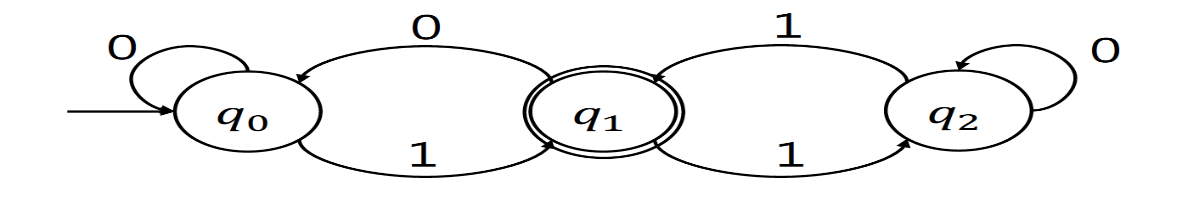 0 0 1 0
q₀ q₁ q₂
1 1